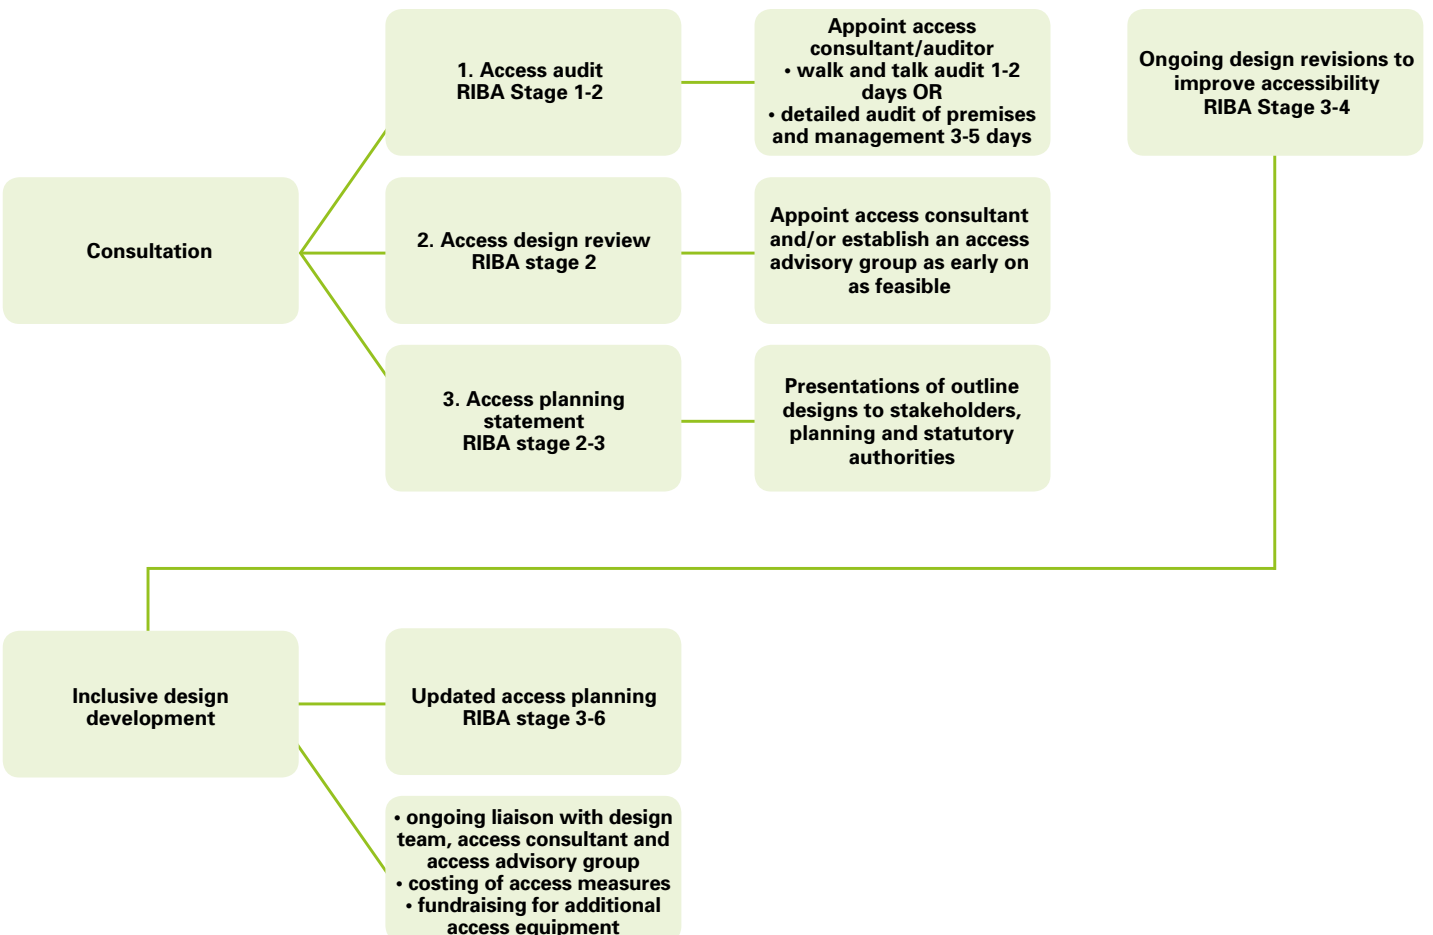 1. Access audit
RIBA Stage 1-2
Appoint access
consultant/auditor
• walk and talk audit 1-2
days OR
• detailed audit of premises
and management 3-5 days
Ongoing design revisions to
improve accessibility
RIBA Stage 3-4
Consultation
2. Access design review
RIBA stage 2
Appoint access consultant
and/or establish an access
advisory group as early on
as feasible
3. Access planning
statement
RIBA stage 2-3
Presentations of outline
designs to stakeholders,
planning and statutory
authorities
Inclusive design
development
Updated access planning
RIBA stage 3-6
• ongoing liaison with design
team, access consultant and
access advisory group
• costing of access measures
• fundraising for additional
access equipment